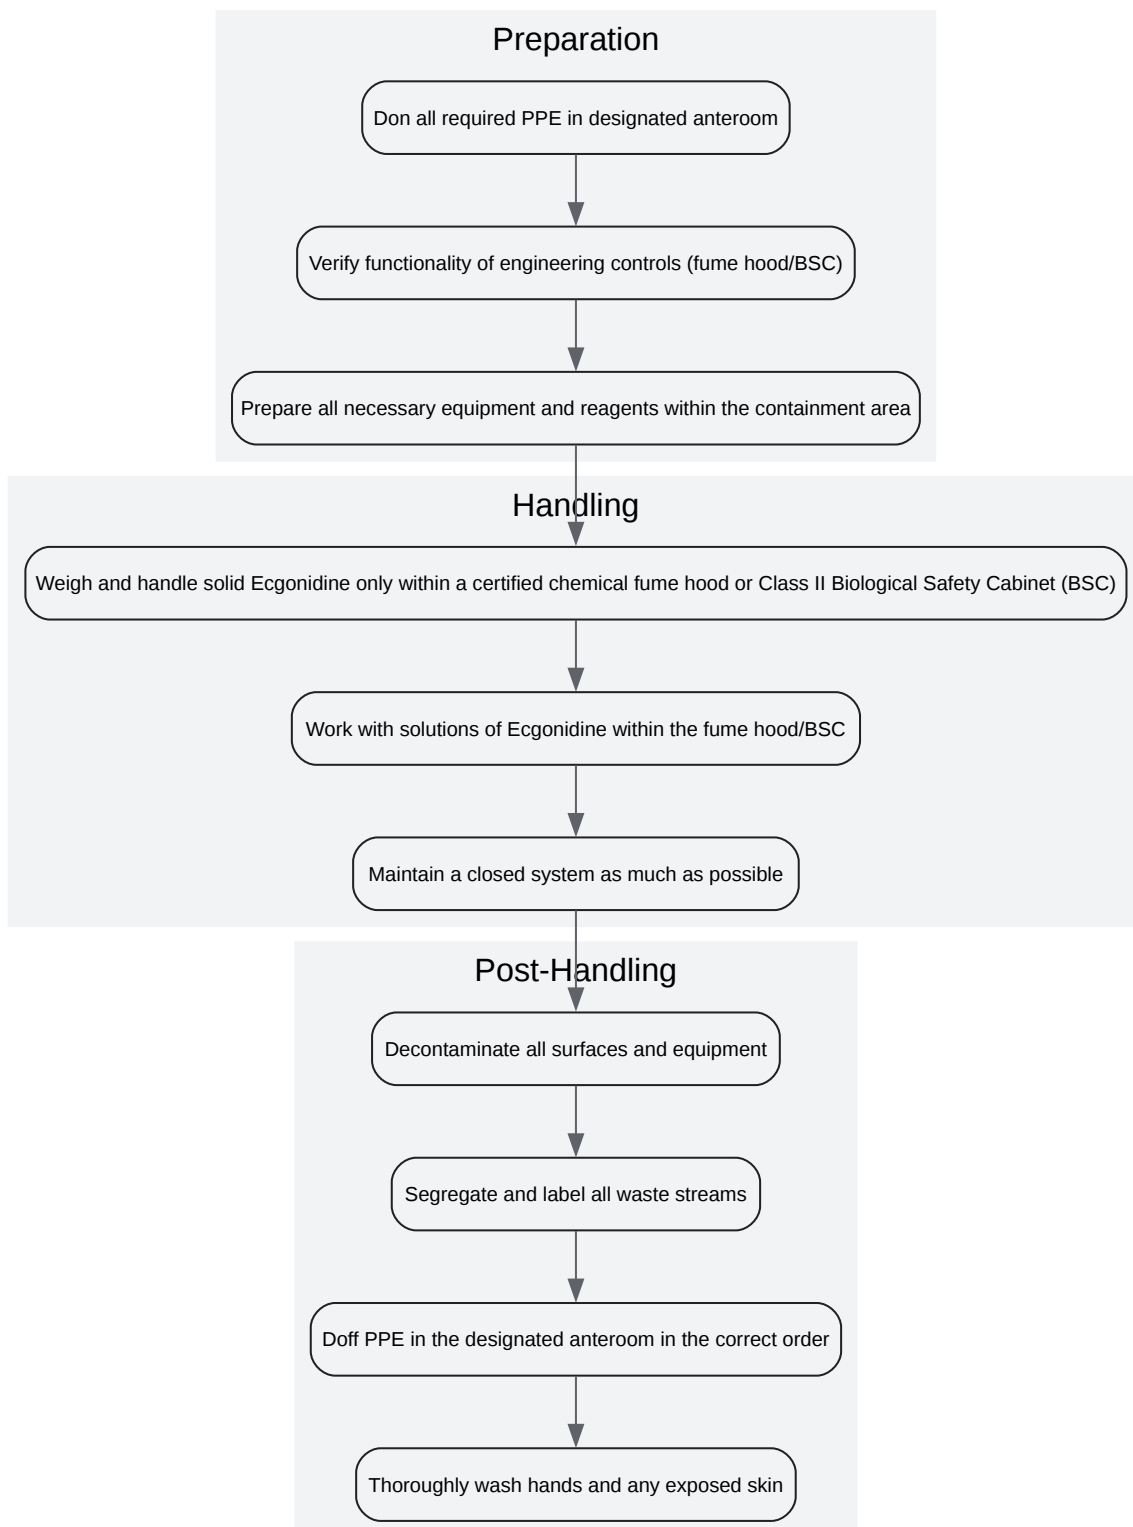 Preparation
Don all required PPE in designated anteroom
Verify functionality of engineering controls (fume hood/BSC)
Prepare all necessary equipment and reagents within the containment area
Handling
Weigh and handle solid Ecgonidine only within a certified chemical fume hood or Class II Biological Safety Cabinet (BSC)
Work with solutions of Ecgonidine within the fume hood/BSC
Maintain a closed system as much as possible
Post-Handling
Decontaminate all surfaces and equipment
Segregate and label all waste streams
Doff PPE in the designated anteroom in the correct order
Thoroughly wash hands and any exposed skin